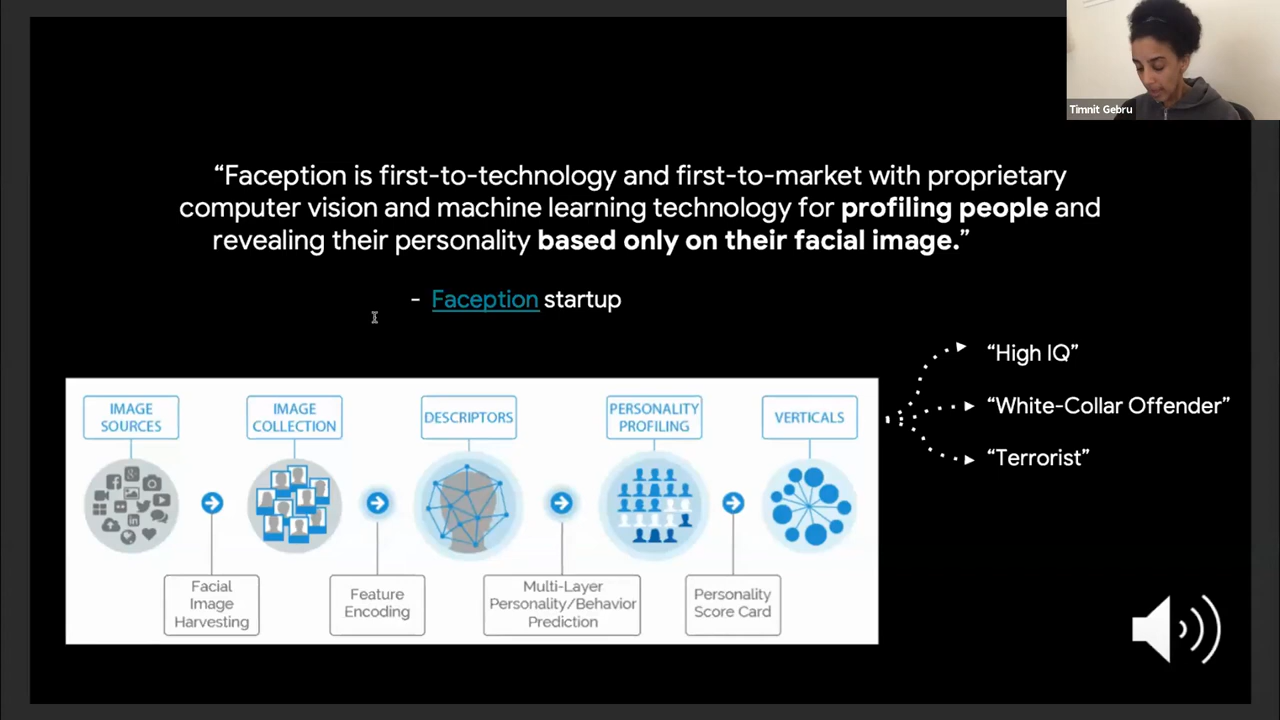 Timnit Gebru
“Faception is first-to-technology and first-to-market with proprietary
computer vision and machine learning technology for profiling people and
revealing their personality based only on their facial image.”
- Faception startup
“High IQ”
“White-Collar Offender”
“Terrorist”
IMAGE
SOURCES
IMAGE
COLLECTION
DESCRIPTORS
PERSONALITY
PROFILING
VERTICALS
Facial
Image
Harvesting
Feature
Encoding
Multi-Layer
Personality/Behavior
Prediction
Personality
Score Card